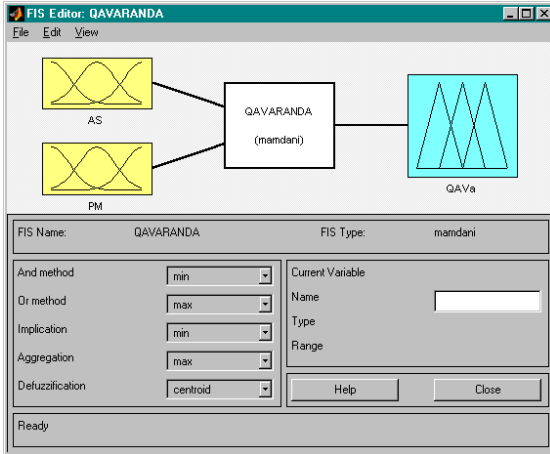 FIS Editor: QAVARANDA
File Edit View
AS
QAVARANDA
(mamdani)
QAVa
PM
FIS Name: QAVARANDA FIS Type: mamdani
And method min
Or method max
Implication min
Aggregation max
Defuzzification centroid
Current Variable
Name
Type
Range
Help Close
Ready